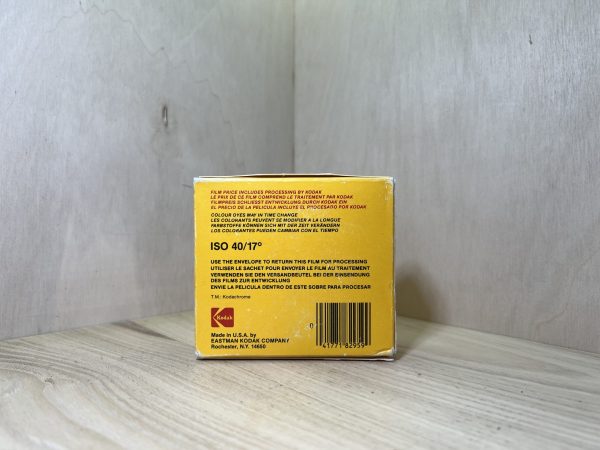 FILM PRICE INCLUDES PROCESSING BY KODAK
LE PRIX DE CE FILM COMPREND LE TRAITEMENT PAR KODAK
FILMPREIS SCHLIESST ENTWICKLUNG DURCH KODAK EIN
EL PRECIO DE LA PELICULA INCLUYE EL PROCESADO POR KODAK
COLOUR DYES MAY IN TIME CHANGE
LES COLORANTS PEUVENT SE MODIFIER A LA LONGUE
FARBSTOFFE KÖNNEN SICH MIT DER ZEIT VERÄNDERN
LOS COLORANTES PUEDEN CAMBIAR CON EL TIEMPO
ISO 40/17°
USE THE ENVELOPE TO RETURN THIS FILM FOR PROCESSING
UTILISER LE SACHET POUR ENVOYER LE FILM AU TRAITEMENT
VERWENDEN SIE DEN VERSANDBEUTEL BEI DER EINSENDUNG
DES FILMS ZUR ENTWICKLUNG
ENVIE LA PELICULA DENTRO DE ESTE SOBRE PARA PROCESAR
T.M.: Kodachrome
Kodak
Made in U.S.A. by
EASTMAN KODAK COMPANY
Rochester, N.Y. 14650
0
41771 82959